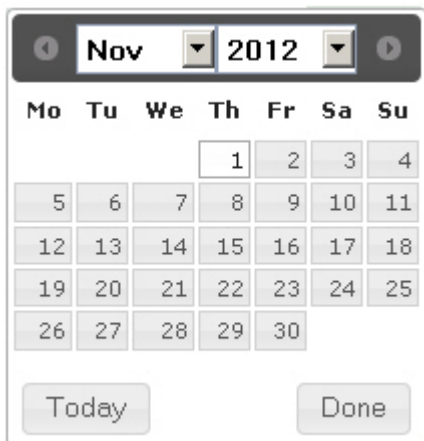 Nov 2012
Mo Tu We Th Fr Sa Su
1 2 3 4
5 6 7 8 9 10 11
12 13 14 15 16 17 18
19 20 21 22 23 24 25
26 27 28 29 30
Today Done